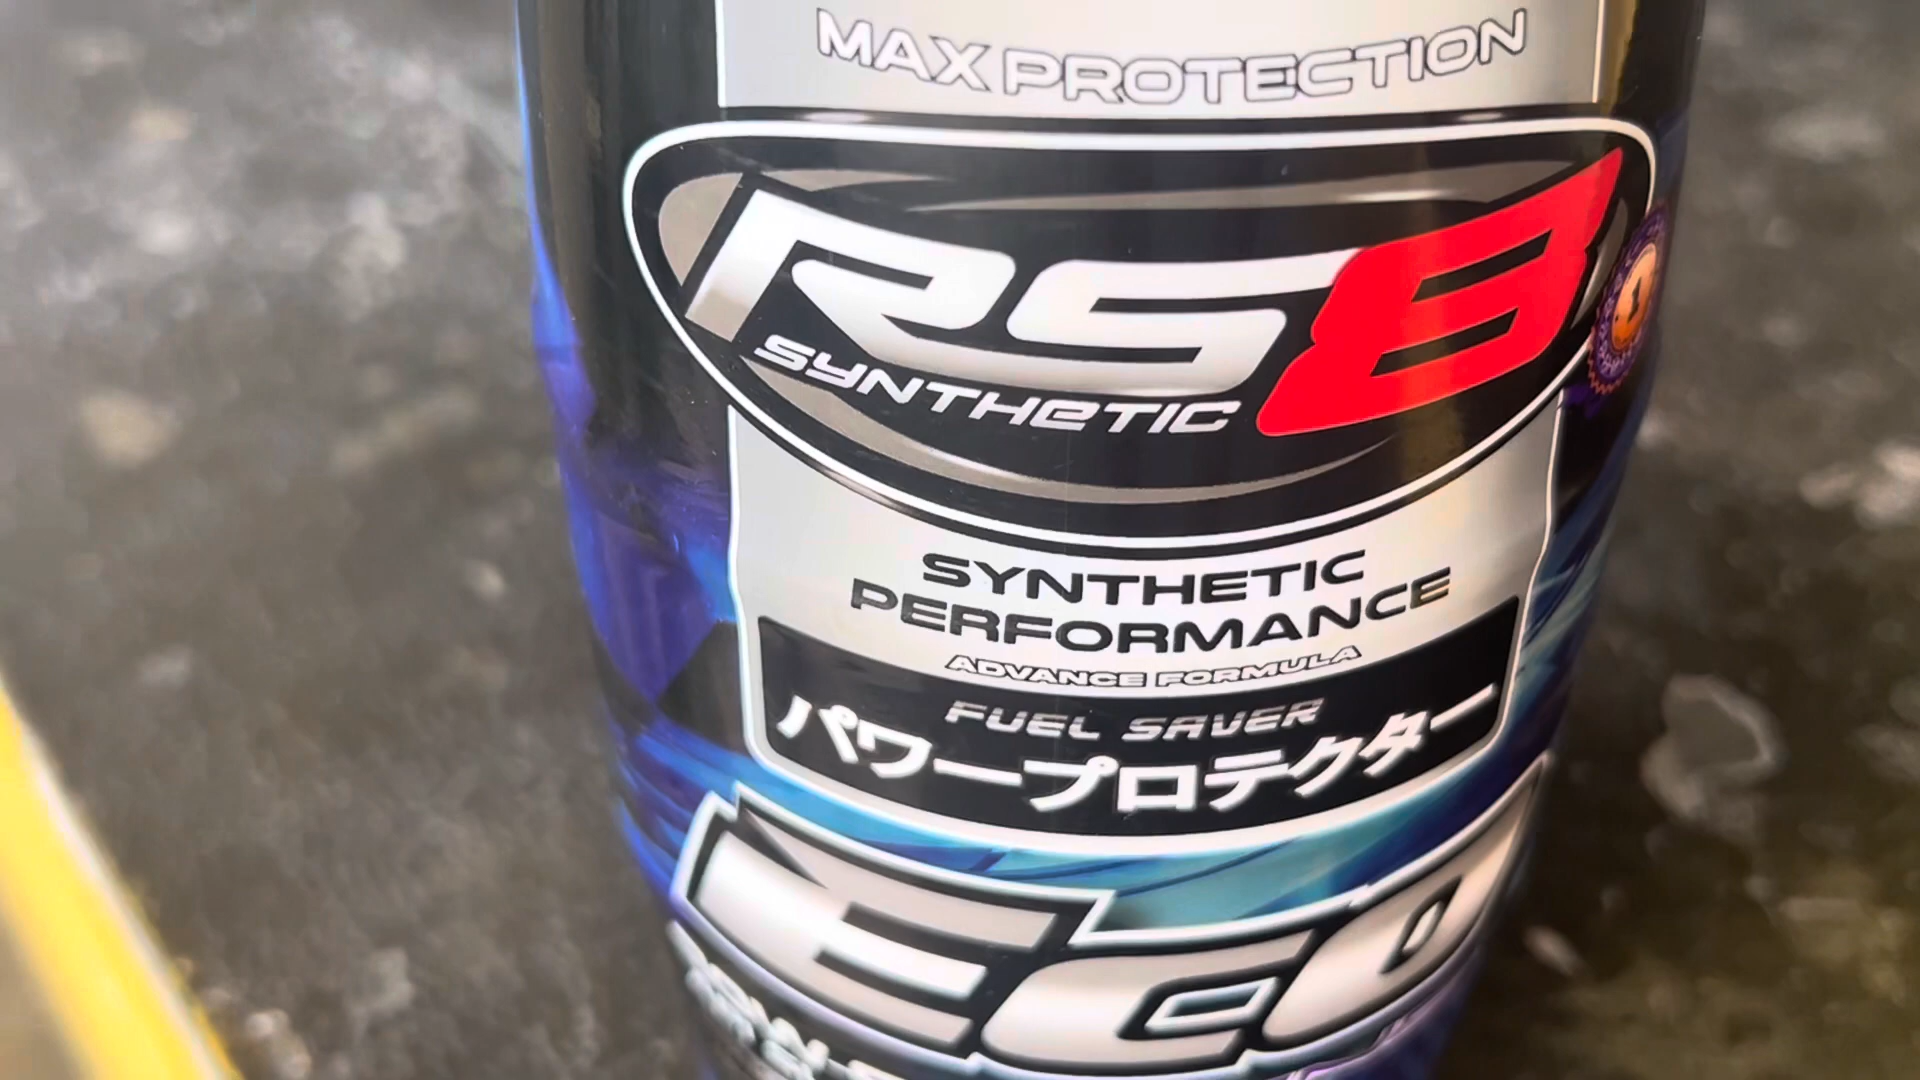 MAX PROTECTION
RS8
SYNTHETIC
1
SYNTHETIC
PERFORMANCE
ADVANCE FORMULA
FUEL SAVER
パワープロテクター
ECO